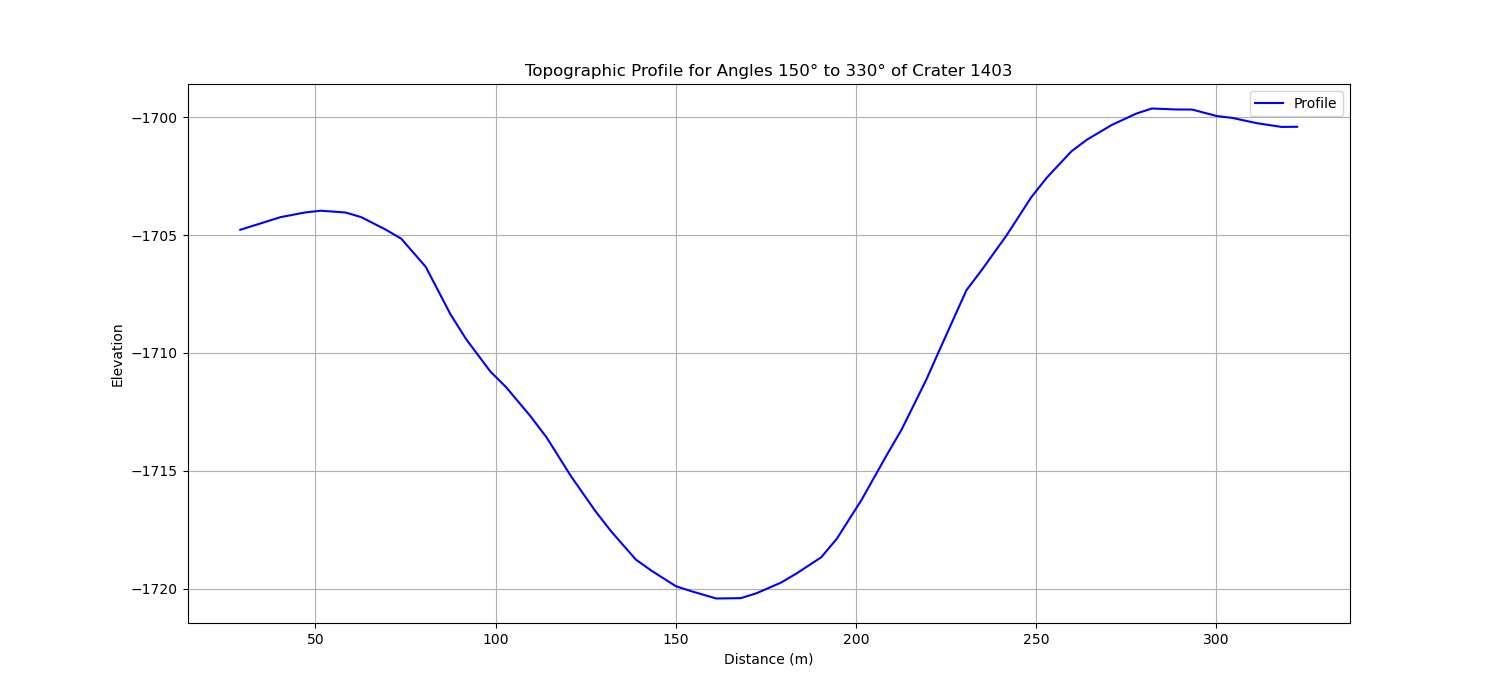 Topographic Profile for Angles 150° to 330° of Crater 1403
Profile
−1700
−1705
−1710
−1715
−1720
Elevation
50 100 150 200 250 300
Distance (m)